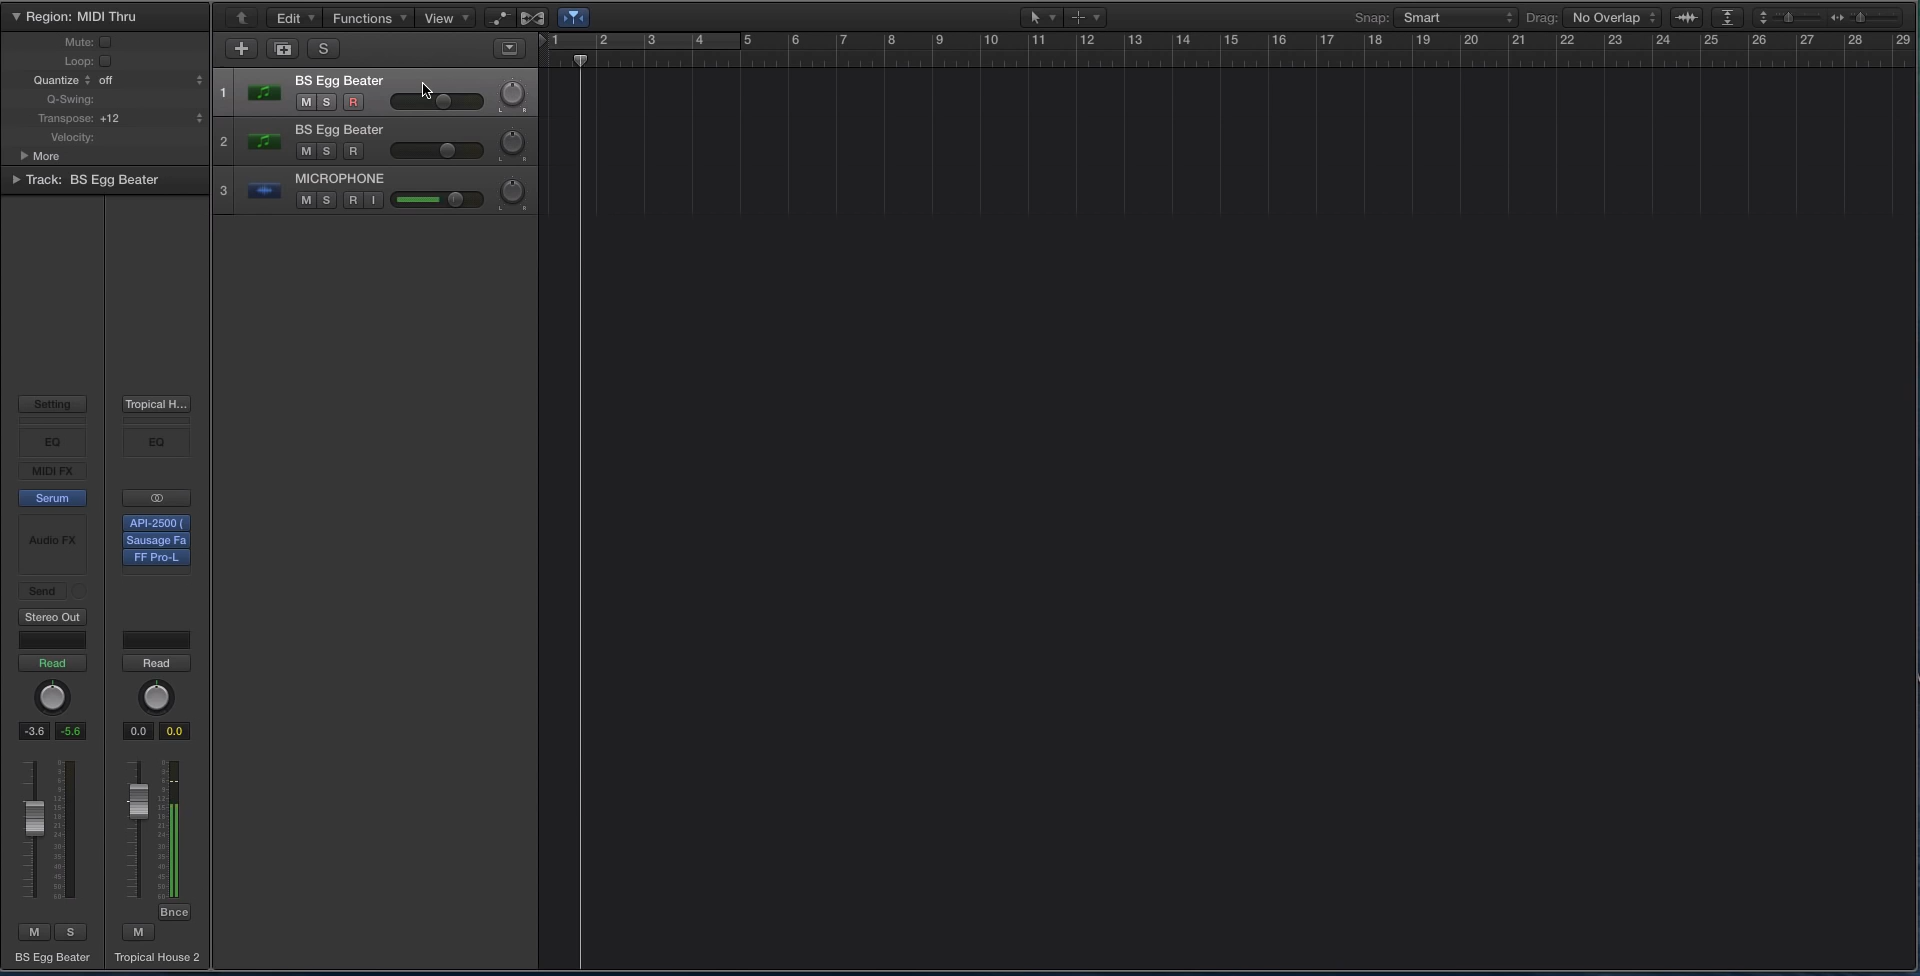 Region: MIDI Thru
Mute:
Loop:
Quantize off
Q-Swing:
Transpose: +12
Velocity:
More
Track: BS Egg Beater
Edit Functions View
Snap: Smart Drag: No Overlap
S
1 2 3 4 5 6 7 8 9 10 11 12 13 14 15 16 17 18 19 20 21 22 23 24 25 26 27 28 29
1 BS Egg Beater
M S R L R
2 BS Egg Beater
M S R L R
3 MICROPHONE
M S R I L R
Setting Tropical H...
EQ EQ
MIDI FX
Serum
API-2500 (
Audio FX Sausage Fa
FF Pro-L
Send
Stereo Out
Read Read
-3.6 -5.6 0.0 0.0
Bnce
M S M
BS Egg Beater Tropical House 2